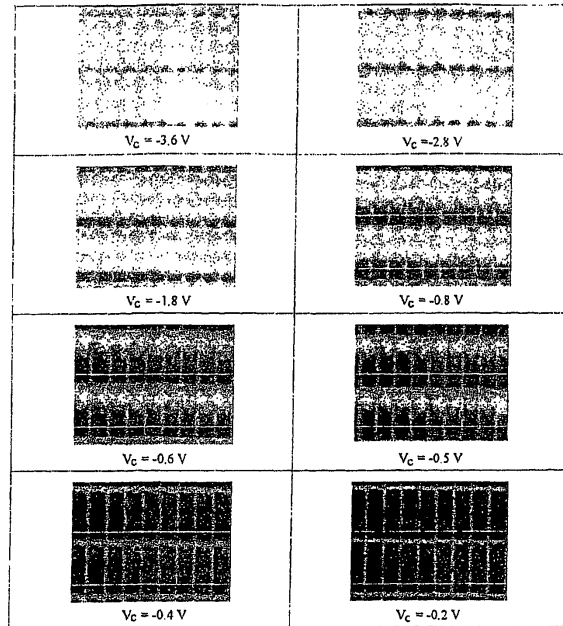 V_C = -3.6 V
V_C = -2.8 V
V_C = -1.8 V
V_C = -0.8 V
V_C = -0.6 V
V_C = -0.5 V
V_C = -0.4 V
V_C = -0.2 V